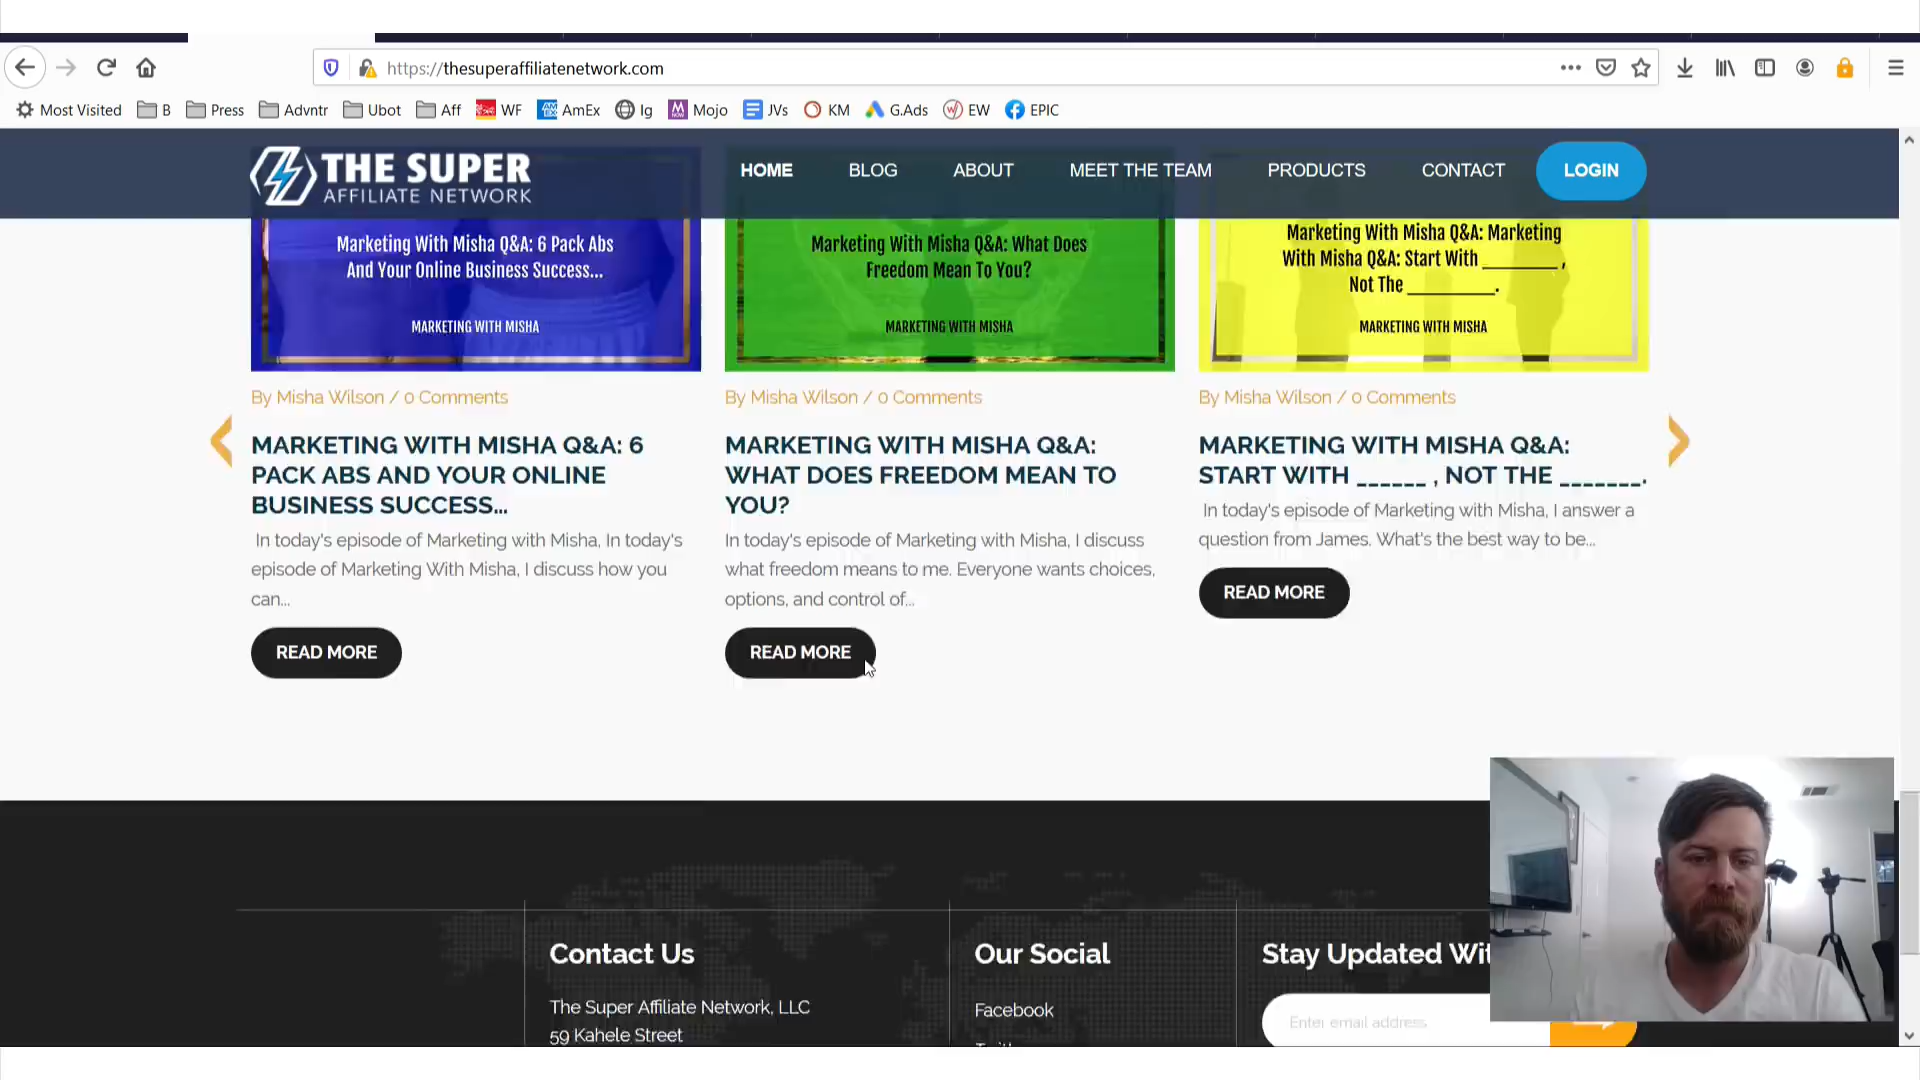 https://thesuperaffiliatenetwork.com
Most Visited B Press Advntr Ubot Aff WF AmEx Ig Mojo JVs KM G.Ads EW EPIC
THE SUPER
AFFILIATE NETWORK
HOME BLOG ABOUT MEET THE TEAM PRODUCTS CONTACT LOGIN
Marketing With Misha Q&A: 6 Pack Abs
And Your Online Business Success...
MARKETING WITH MISHA
Marketing With Misha Q&A: What Does
Freedom Mean To You?
MARKETING WITH MISHA
Marketing With Misha Q&A: Marketing
With Misha Q&A: Start With ________ ,
Not The _________.
MARKETING WITH MISHA
By Misha Wilson / 0 Comments
MARKETING WITH MISHA Q&A: 6
PACK ABS AND YOUR ONLINE
BUSINESS SUCCESS...
In today's episode of Marketing with Misha, In today's
episode of Marketing With Misha, I discuss how you
can...
READ MORE
By Misha Wilson / 0 Comments
MARKETING WITH MISHA Q&A:
WHAT DOES FREEDOM MEAN TO
YOU?
In today's episode of Marketing with Misha, I discuss
what freedom means to me. Everyone wants choices,
options, and control of...
READ MORE
By Misha Wilson / 0 Comments
MARKETING WITH MISHA Q&A:
START WITH ______ , NOT THE _______.
In today's episode of Marketing with Misha, I answer a
question from James. What's the best way to be...
READ MORE
Contact Us
The Super Affiliate Network, LLC
59 Kahele Street
Our Social
Facebook
Stay Updated
Enter email address